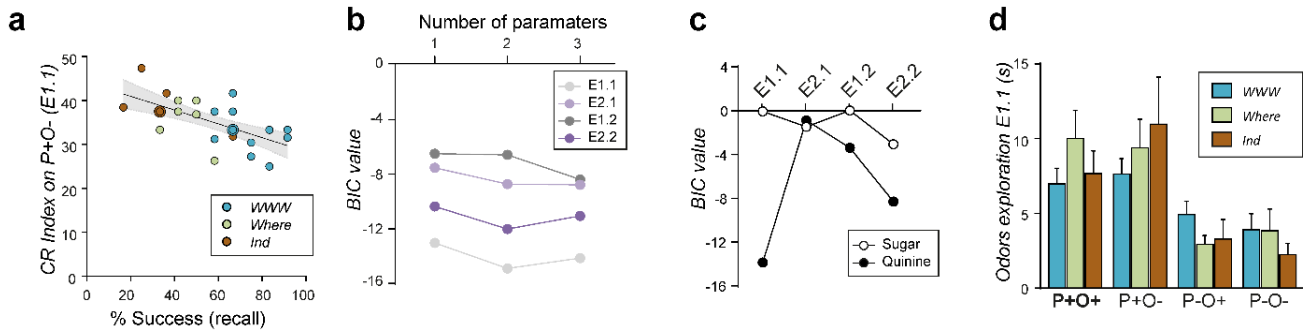 a
CR Index on P+O- (E1.1)
50
40
30
20
10
0
0 20 40 60 80 100
% Success (recall)
WWW
Where
Ind
b
Number of paramaters
1 2 3
BIC value
0
-4
-8
-12
-16
E1.1
E2.1
E1.2
E2.2
c
E1.1 E2.1 E1.2 E2.2
BIC value
4
0
-4
-8
-12
-16
Sugar
Quinine
d
Odors exploration E1.1 (s)
15
10
5
0
P+O+ P+O- P-O+ P-O-
WWW
Where
Ind